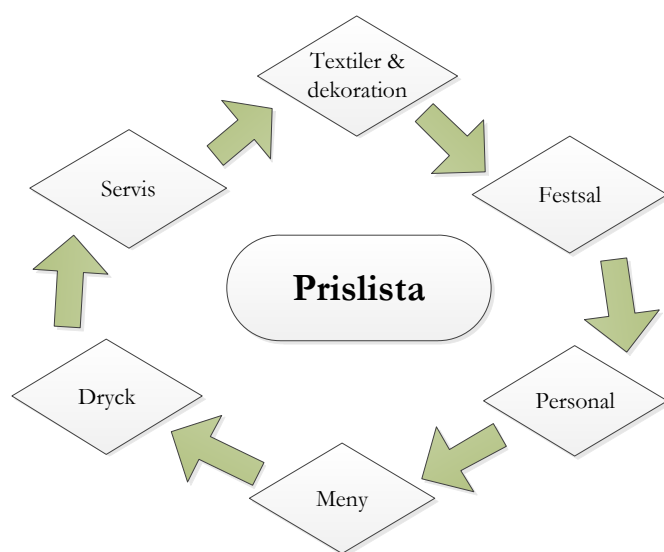 Textiler &
dekoration
Servis
Festsal
Prislista
Dryck
Personal
Meny